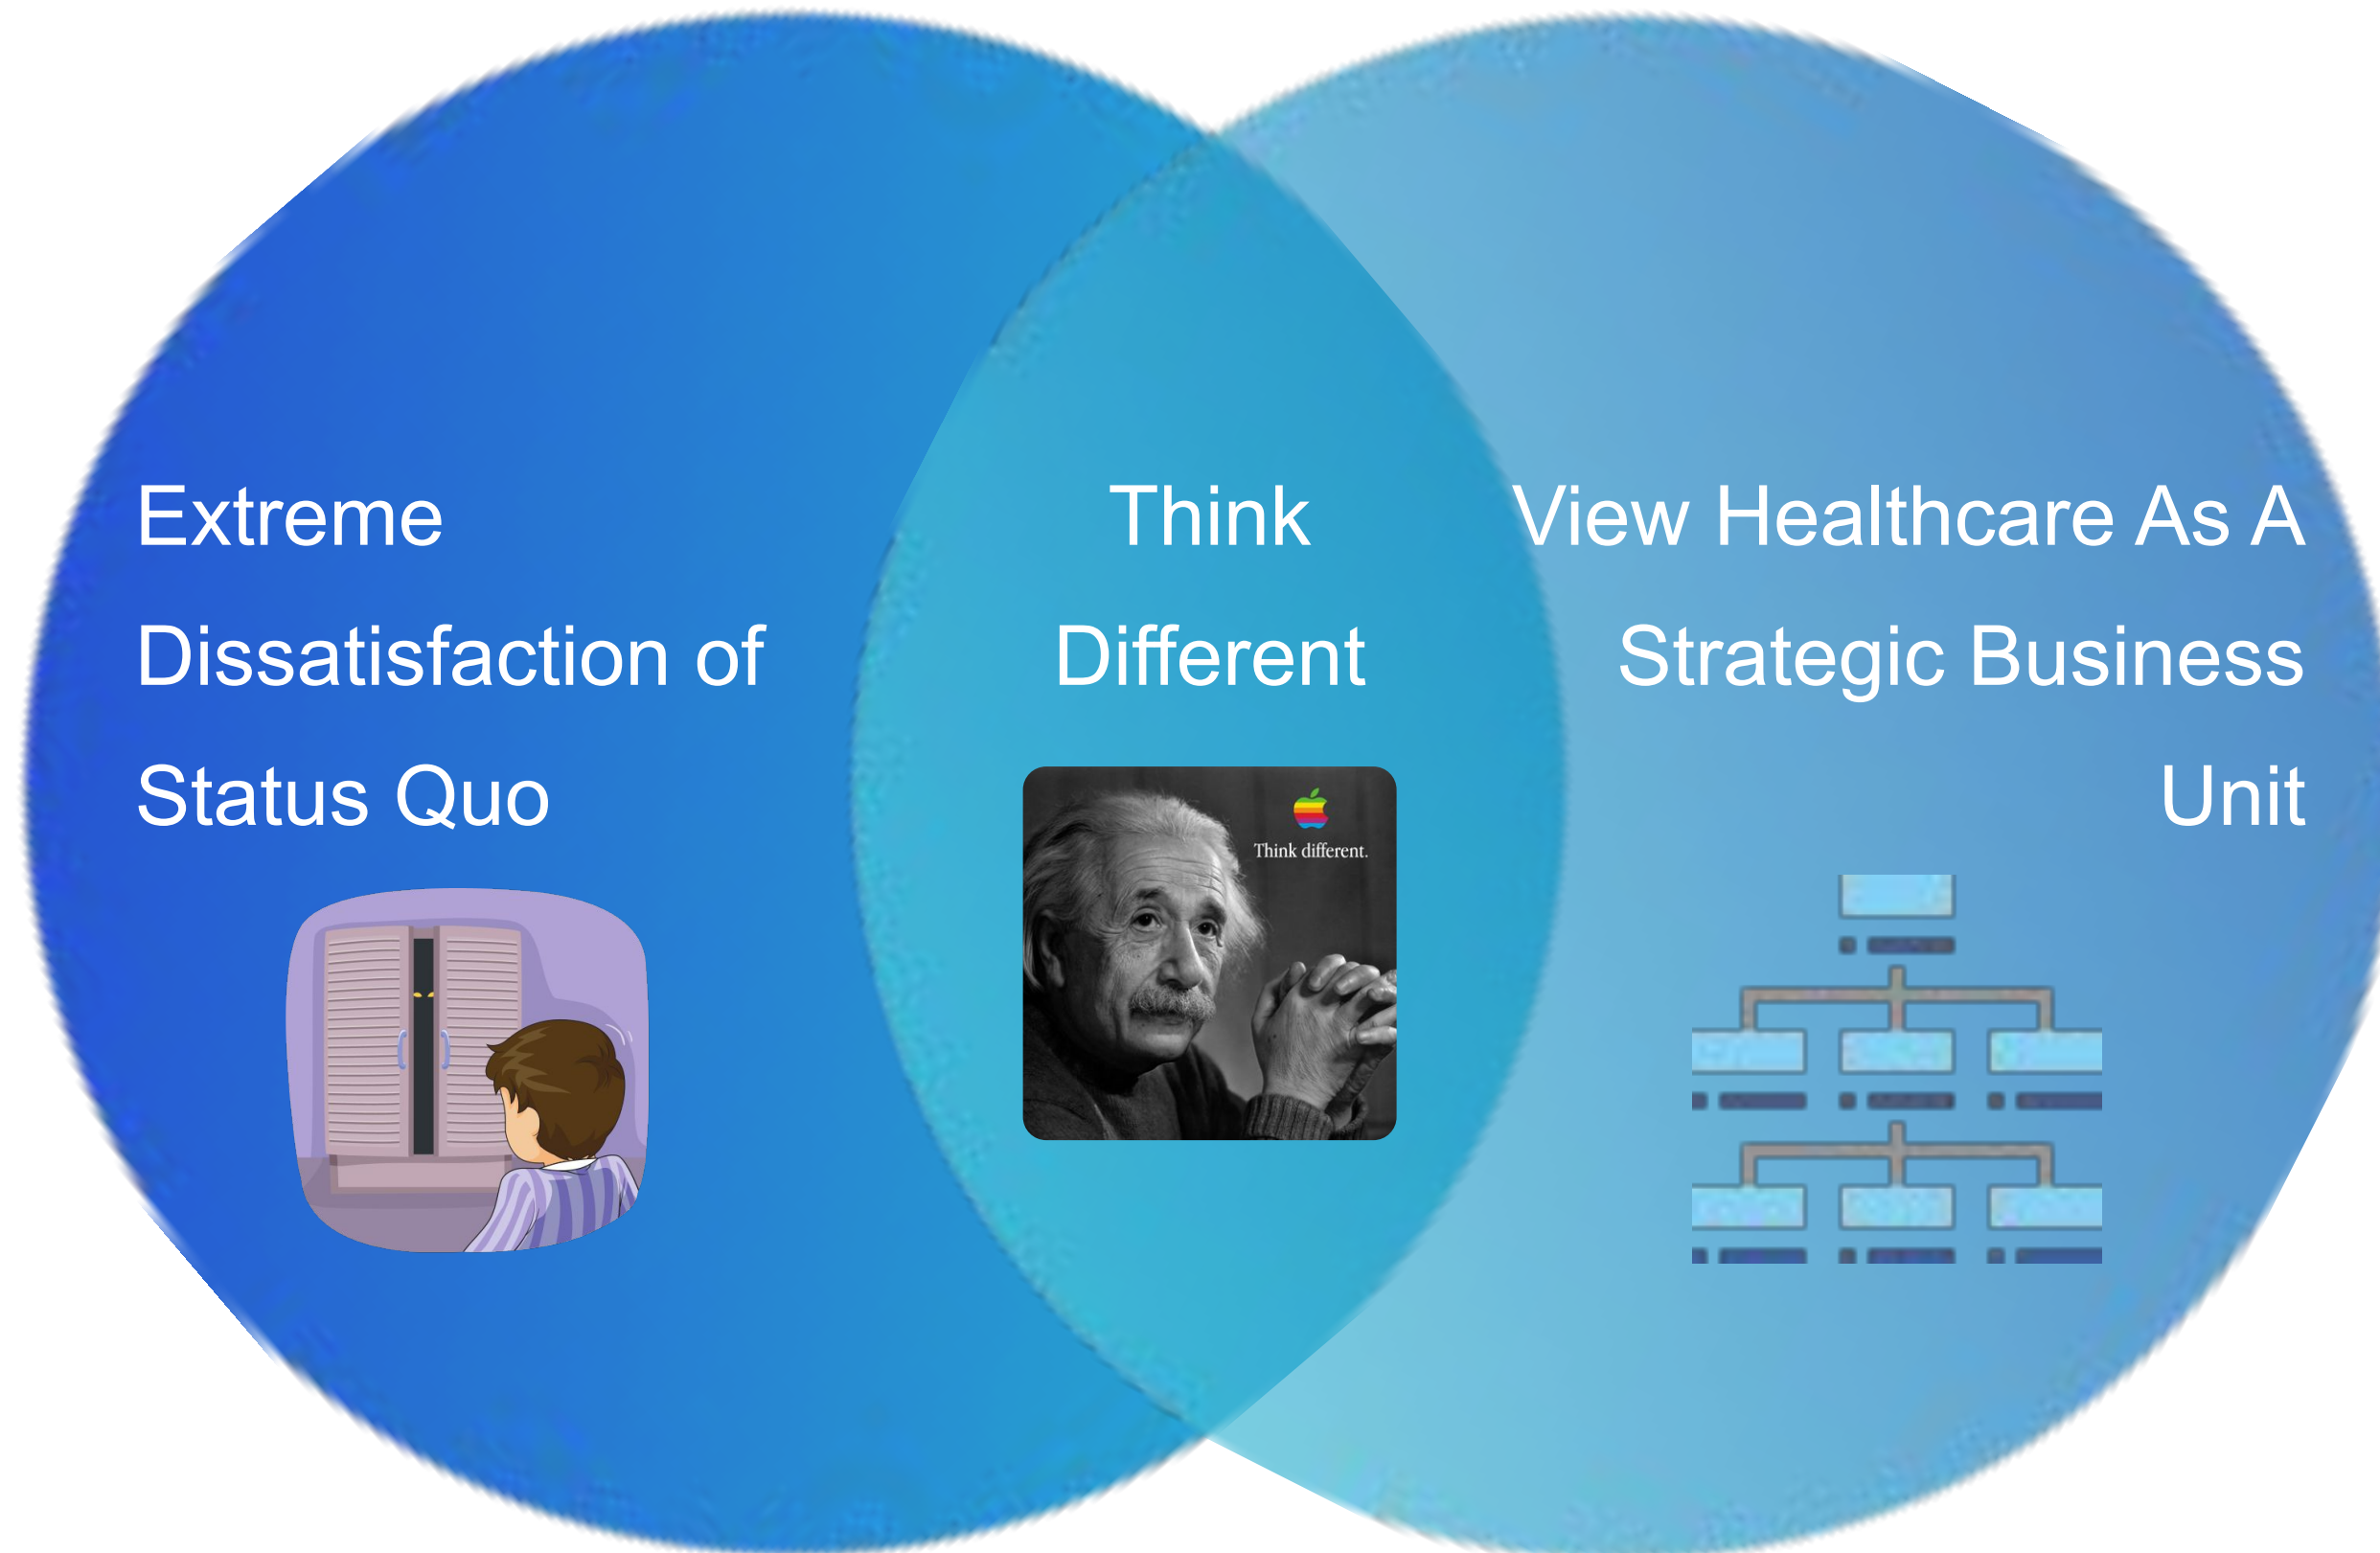 Extreme
Dissatisfaction of
Status Quo
Think
Different
Think different.
View Healthcare As A
Strategic Business
Unit